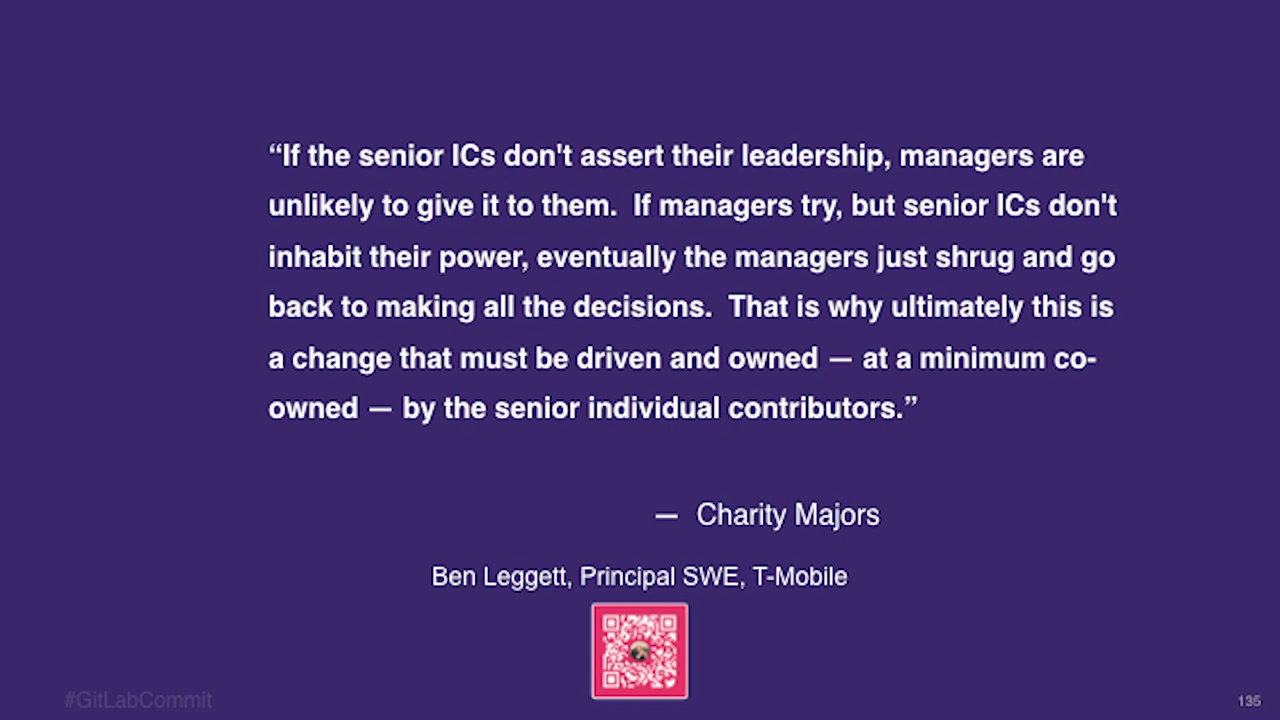 “If the senior ICs don't assert their leadership, managers are
unlikely to give it to them.  If managers try, but senior ICs don't
inhabit their power, eventually the managers just shrug and go
back to making all the decisions.  That is why ultimately this is
a change that must be driven and owned — at a minimum co-
owned — by the senior individual contributors.”
— Charity Majors
Ben Leggett, Principal SWE, T-Mobile
#GitLabCommit
135